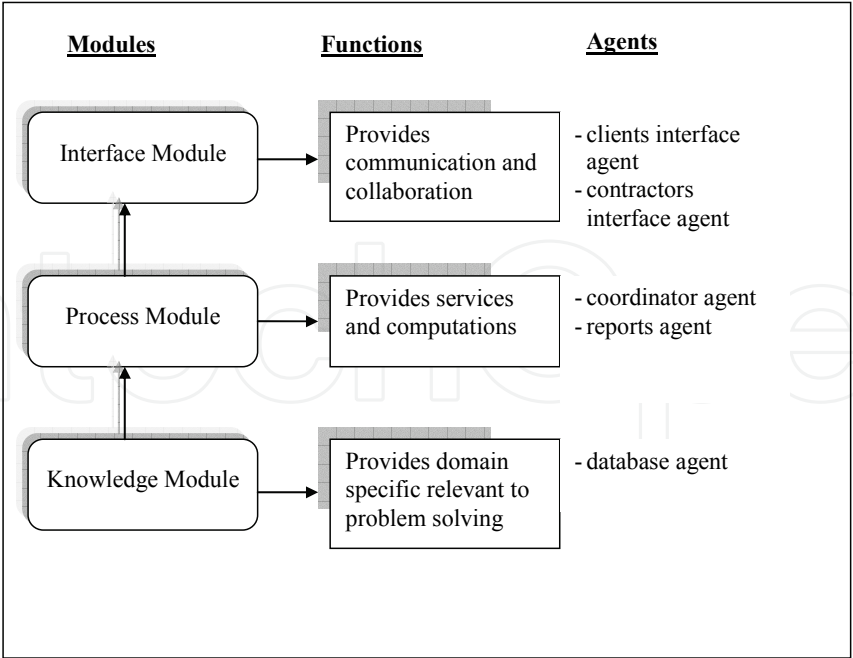 Modules Functions Agents
Interface Module
Provides
communication and
collaboration
- clients interface
agent
- contractors
interface agent
Process Module
Provides services
and computations
- coordinator agent
- reports agent
Knowledge Module
Provides domain
specific relevant to
problem solving
- database agent